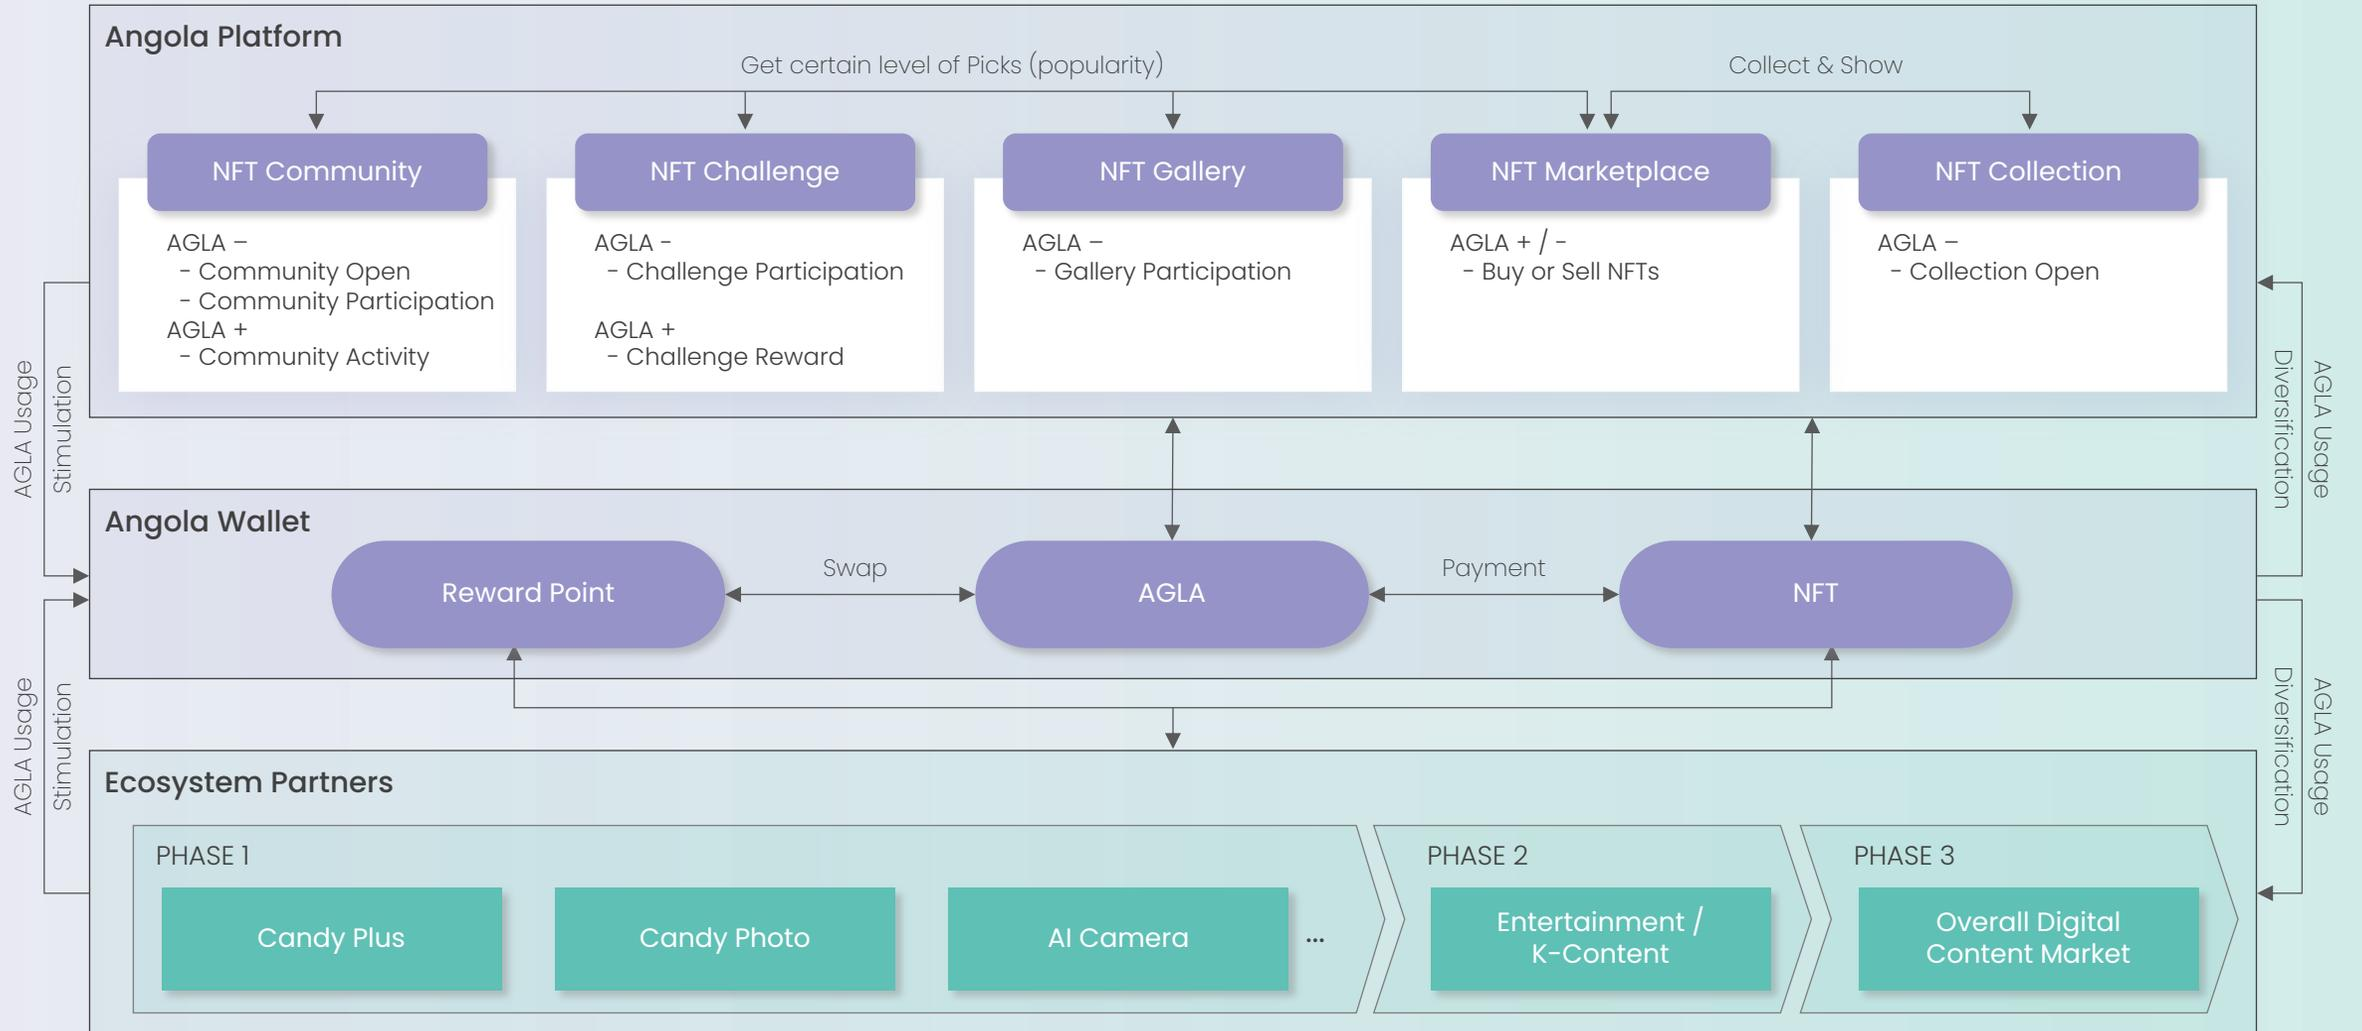 Angola Platform
Get certain level of Picks (popularity)
Collect & Show
NFT Community
AGLA –
- Community Open
- Community Participation
AGLA +
- Community Activity
NFT Challenge
AGLA -
- Challenge Participation
AGLA +
- Challenge Reward
NFT Gallery
AGLA –
- Gallery Participation
NFT Marketplace
AGLA + / -
- Buy or Sell NFTs
NFT Collection
AGLA –
- Collection Open
AGLA Usage
Stimulation
AGLA Usage
Diversification
Angola Wallet
Reward Point
Swap
AGLA
Payment
NFT
AGLA Usage
Stimulation
AGLA Usage
Diversification
Ecosystem Partners
PHASE 1
Candy Plus
Candy Photo
AI Camera
...
PHASE 2
Entertainment /
K-Content
PHASE 3
Overall Digital
Content Market